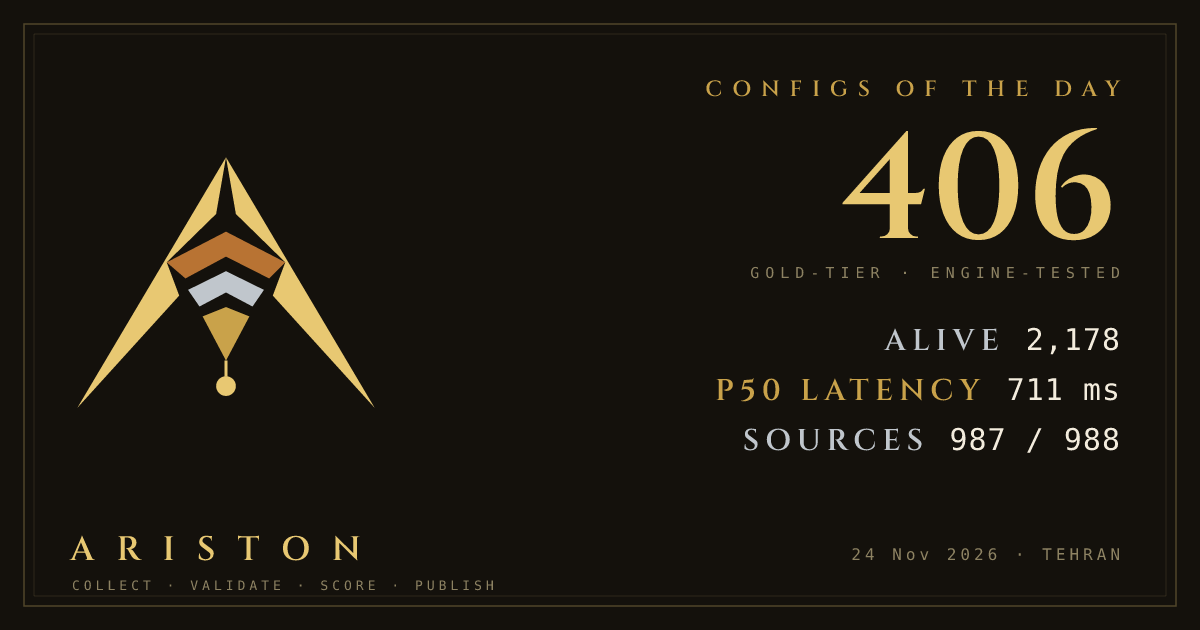 CONFIGS OF THE DAY
406
GOLD-TIER · ENGINE-TESTED
ALIVE 2,178
P50 LATENCY 711 ms
SOURCES 987 / 988
ARISTON
COLLECT · VALIDATE · SCORE · PUBLISH
24 Nov 2026 · TEHRAN